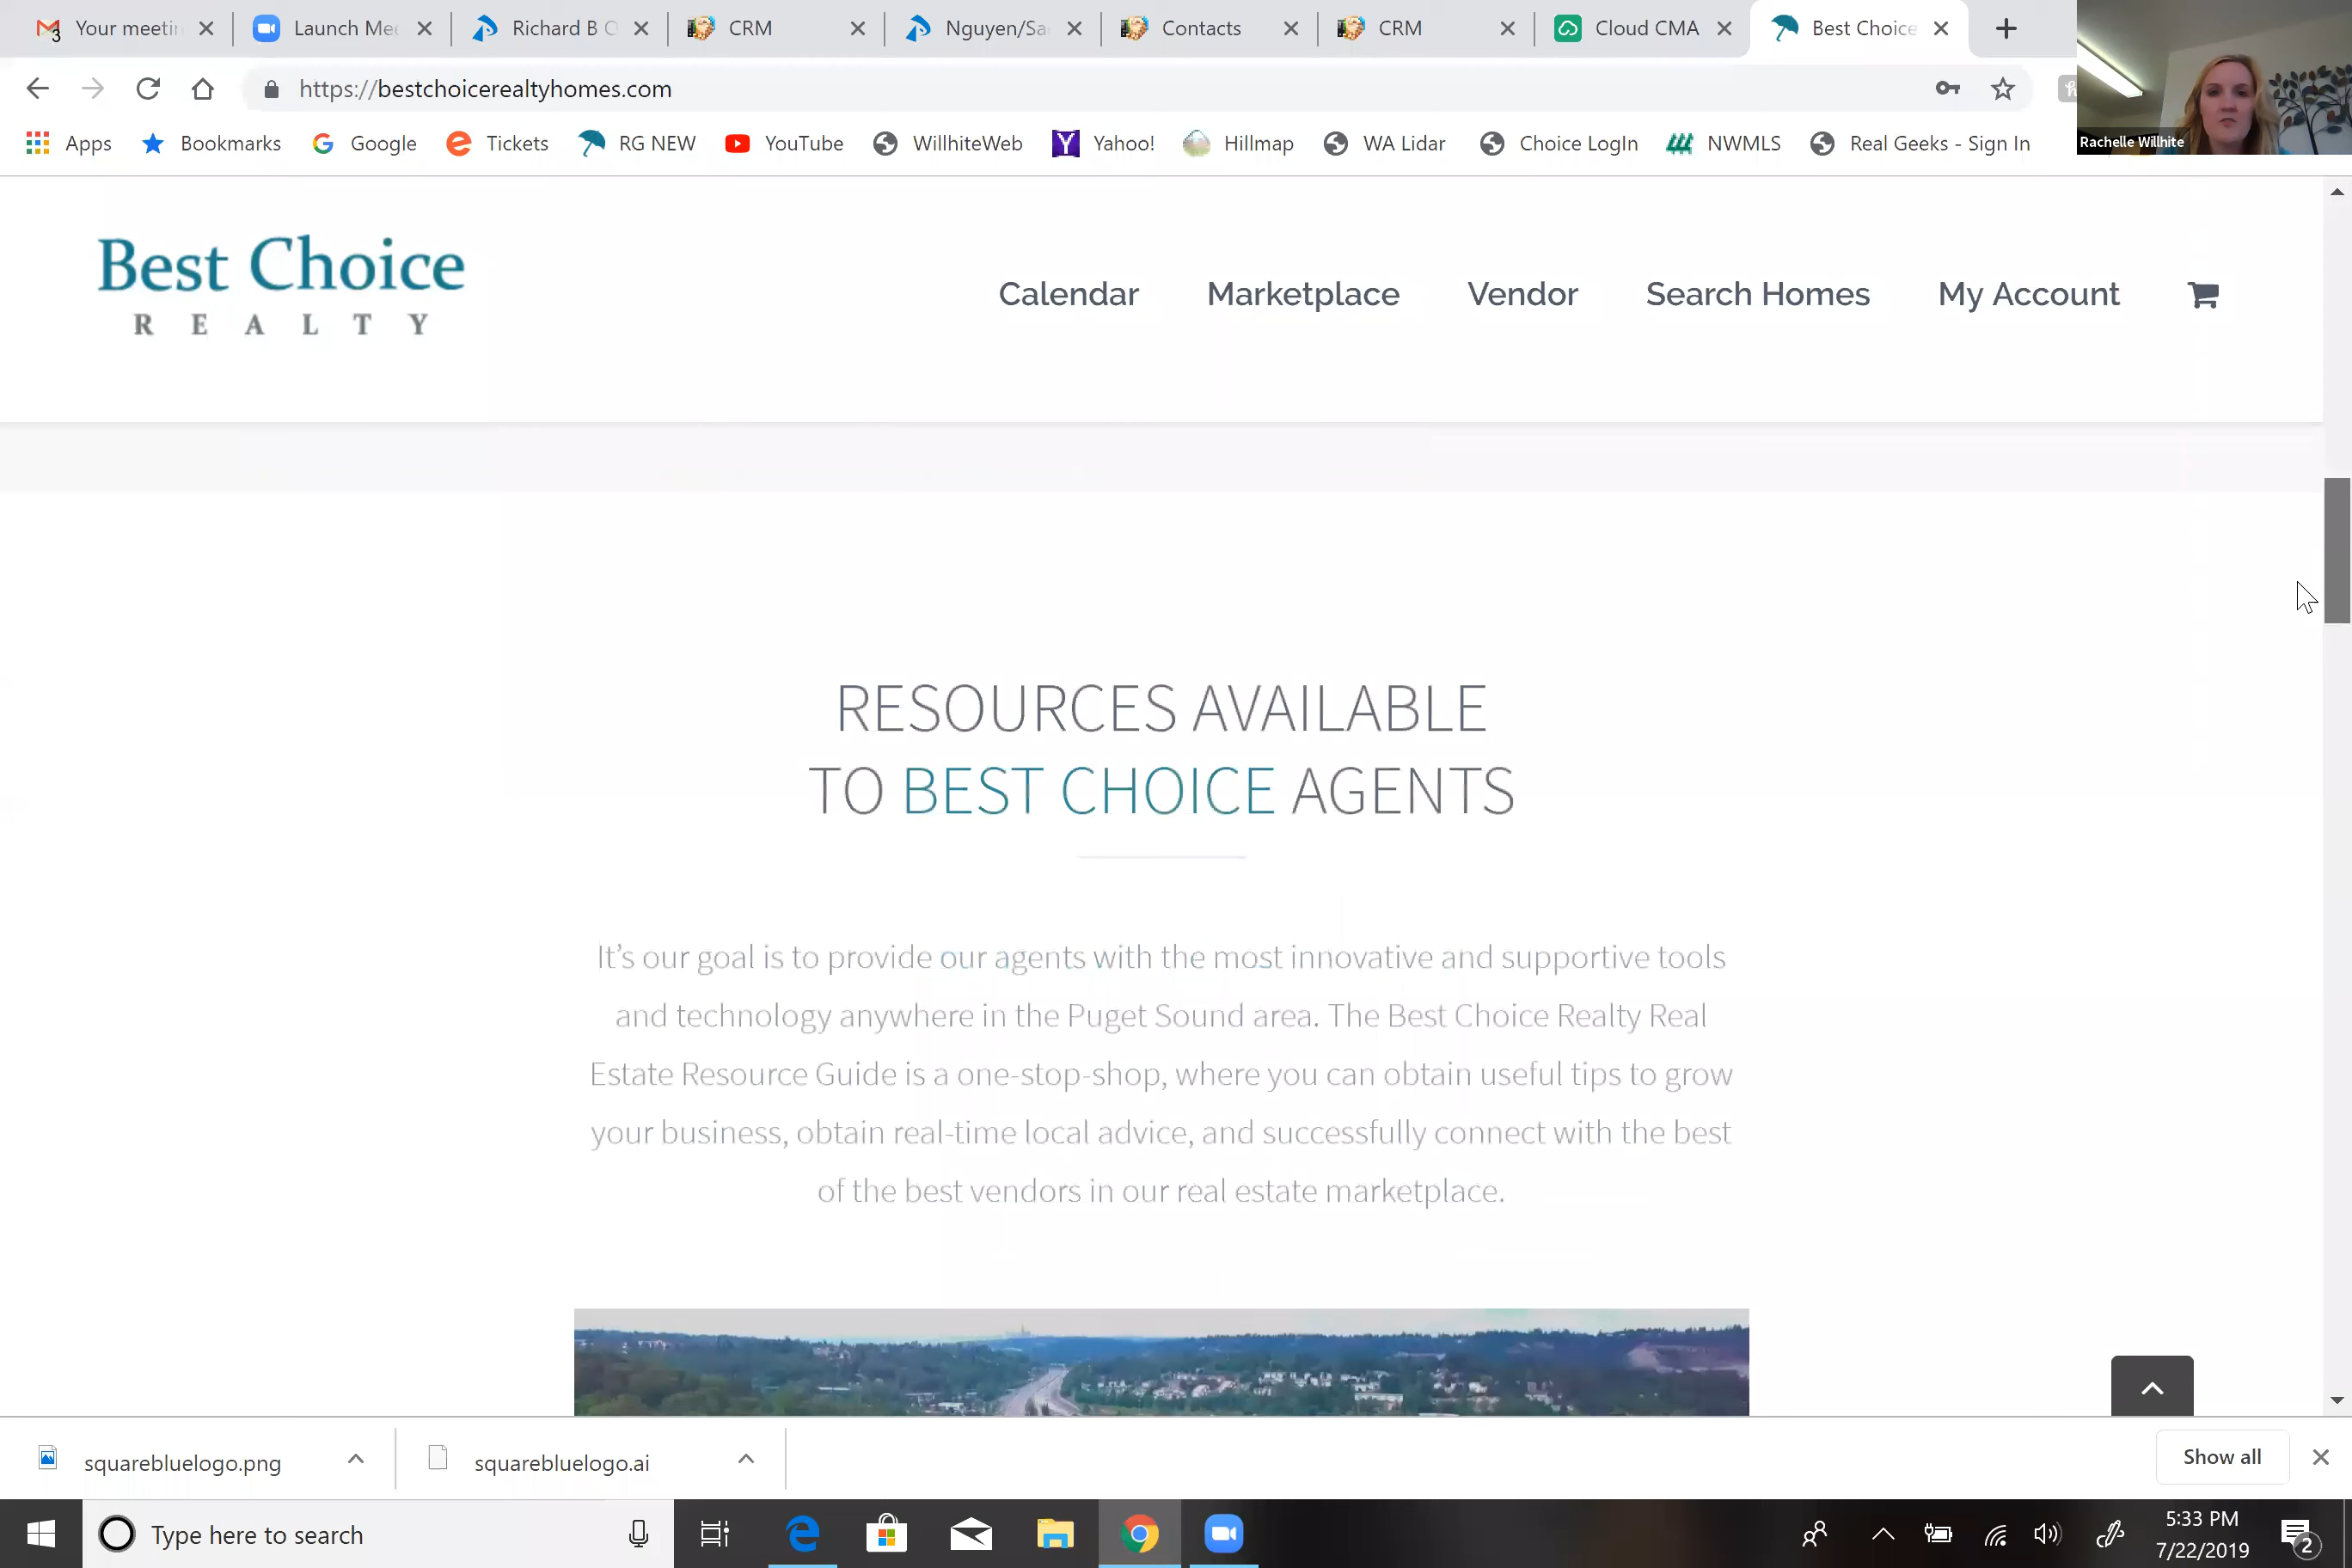 Your meeti
Launch Me
Richard B
CRM
Nguyen/Sa
Contacts
CRM
Cloud CMA
Best Choice
https://bestchoicerealtyhomes.com
Apps
Bookmarks
Google
Tickets
RG NEW
YouTube
WillhiteWeb
Yahoo!
Hillmap
WA Lidar
Choice LogIn
NWMLS
Real Geeks - Sign In
Rachelle Willhite
Best Choice
REALTY
Calendar
Marketplace
Vendor
Search Homes
My Account
RESOURCES AVAILABLE
TO BEST CHOICE AGENTS
It’s our goal is to provide our agents with the most innovative and supportive tools
and technology anywhere in the Puget Sound area. The Best Choice Realty Real
Estate Resource Guide is a one-stop-shop, where you can obtain useful tips to grow
your business, obtain real-time local advice, and successfully connect with the best
of the best vendors in our real estate marketplace.
squarebluelogo.png
squarebluelogo.ai
Show all
Type here to search
5:33 PM
7/22/2019
2